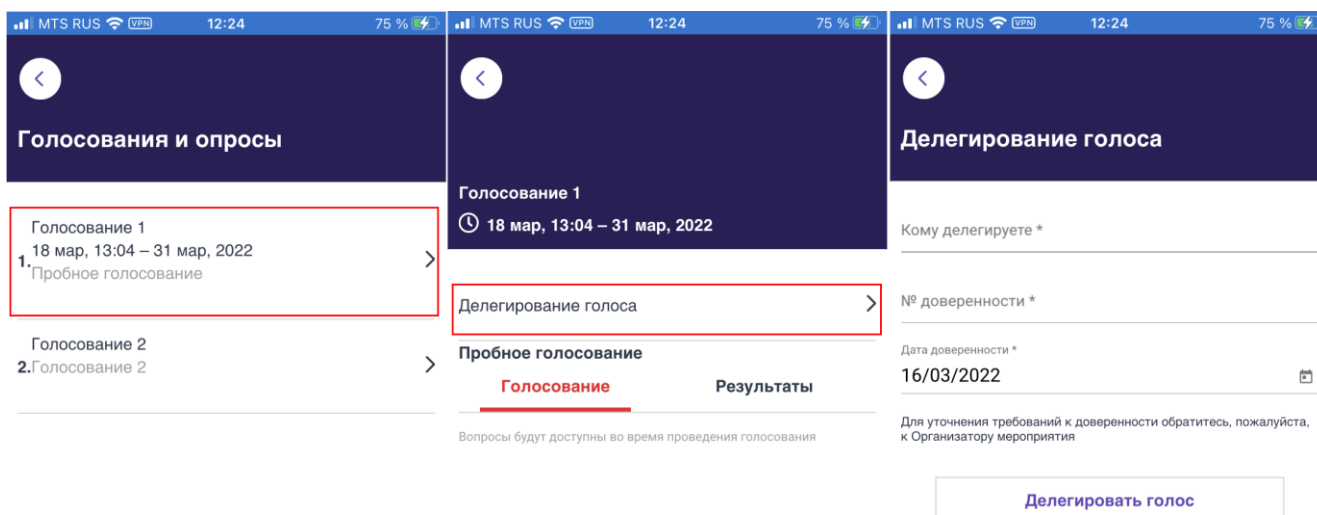 MTS RUS VPN 12:24 75 %
Голосования и опросы
Голосование 1
18 мар, 13:04 – 31 мар, 2022
1.
Пробное голосование
Голосование 2
2. Голосование 2
MTS RUS VPN 12:24 75 %
Голосование 1
18 мар, 13:04 – 31 мар, 2022
Делегирование голоса
Пробное голосование
Голосование Результаты
Вопросы будут доступны во время проведения голосования
MTS RUS VPN 12:24 75 %
Делегирование голоса
Кому делегируете *
№ доверенности *
Дата доверенности *
16/03/2022
Для уточнения требований к доверенности обратитесь, пожалуйста,
к Организатору мероприятия
Делегировать голос